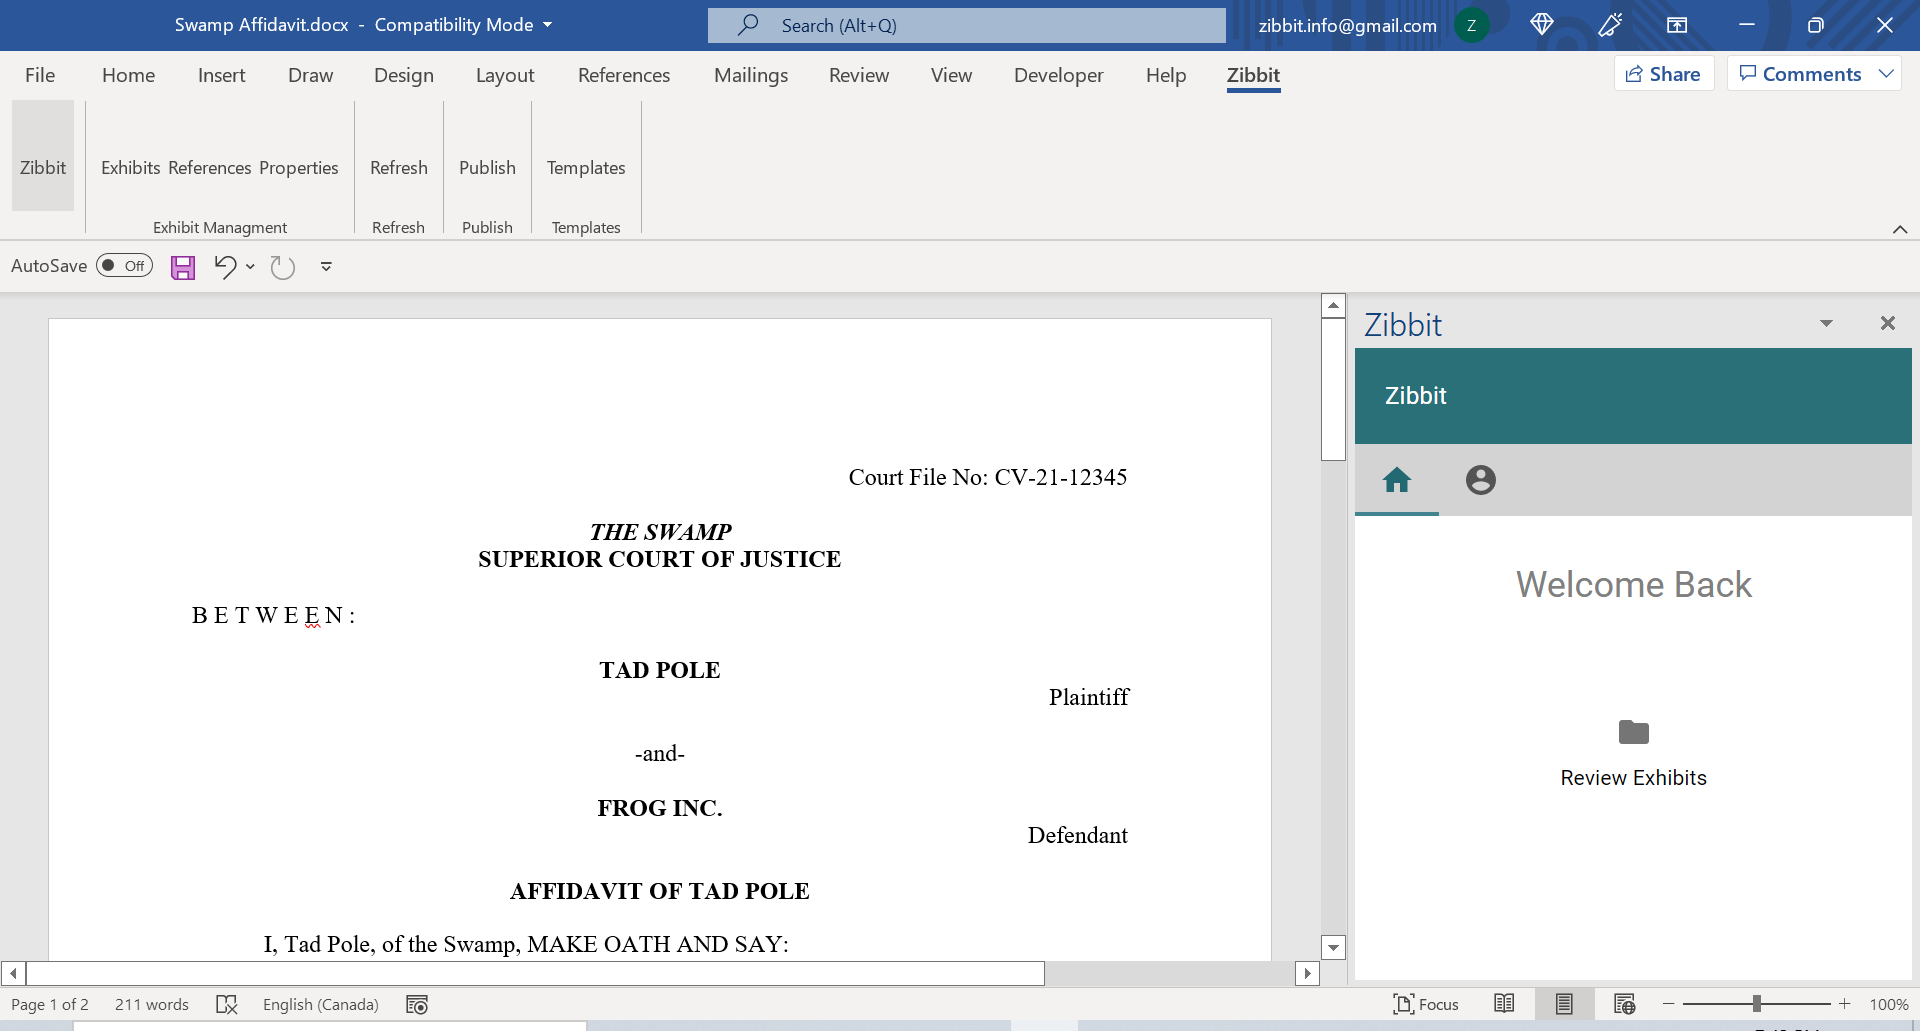 Swamp Affidavit.docx - Compatibility Mode
Search (Alt+Q)
zibbit.info@gmail.com
Z
File Home Insert Draw Design Layout References Mailings Review View Developer Help Zibbit
Share
Comments
Zibbit
Exhibits References Properties
Refresh
Publish
Templates
Exhibit Managment
Refresh
Publish
Templates
AutoSave Off
Court File No: CV-21-12345
THE SWAMP
SUPERIOR COURT OF JUSTICE
B E T W E E N :
TAD POLE
Plaintiff
-and-
FROG INC.
Defendant
AFFIDAVIT OF TAD POLE
I, Tad Pole, of the Swamp, MAKE OATH AND SAY:
Zibbit
Zibbit
Welcome Back
Review Exhibits
Page 1 of 2
211 words
English (Canada)
Focus
100%